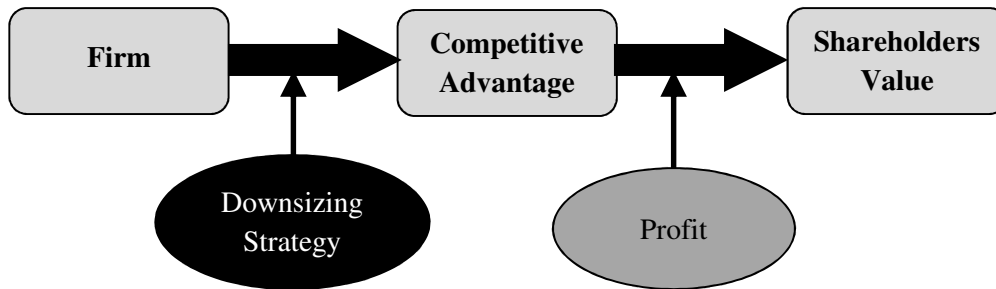 Firm
Competitive
Advantage
Shareholders
Value
Downsizing
Strategy
Profit